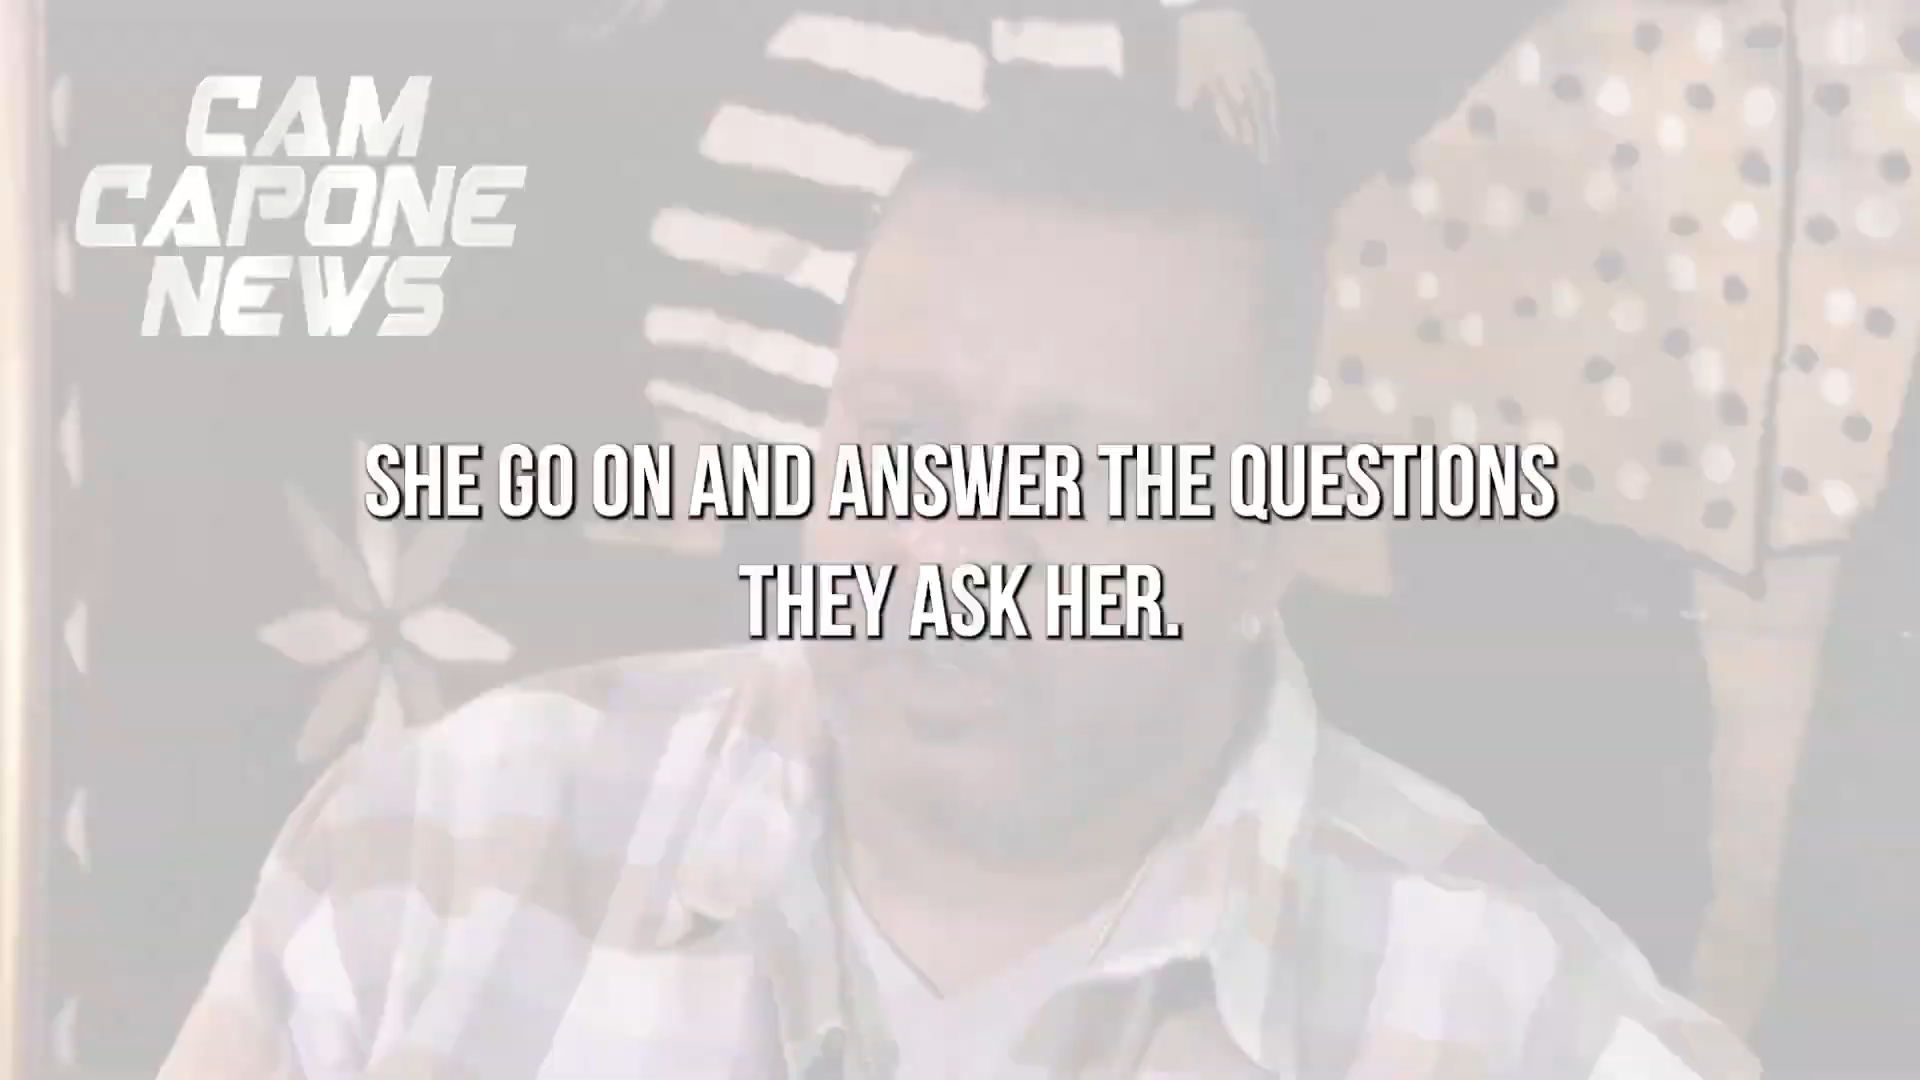 CAM
CAPONE
NEWS
SHE GO ON AND ANSWER THE QUESTIONS
THEY ASK HER.